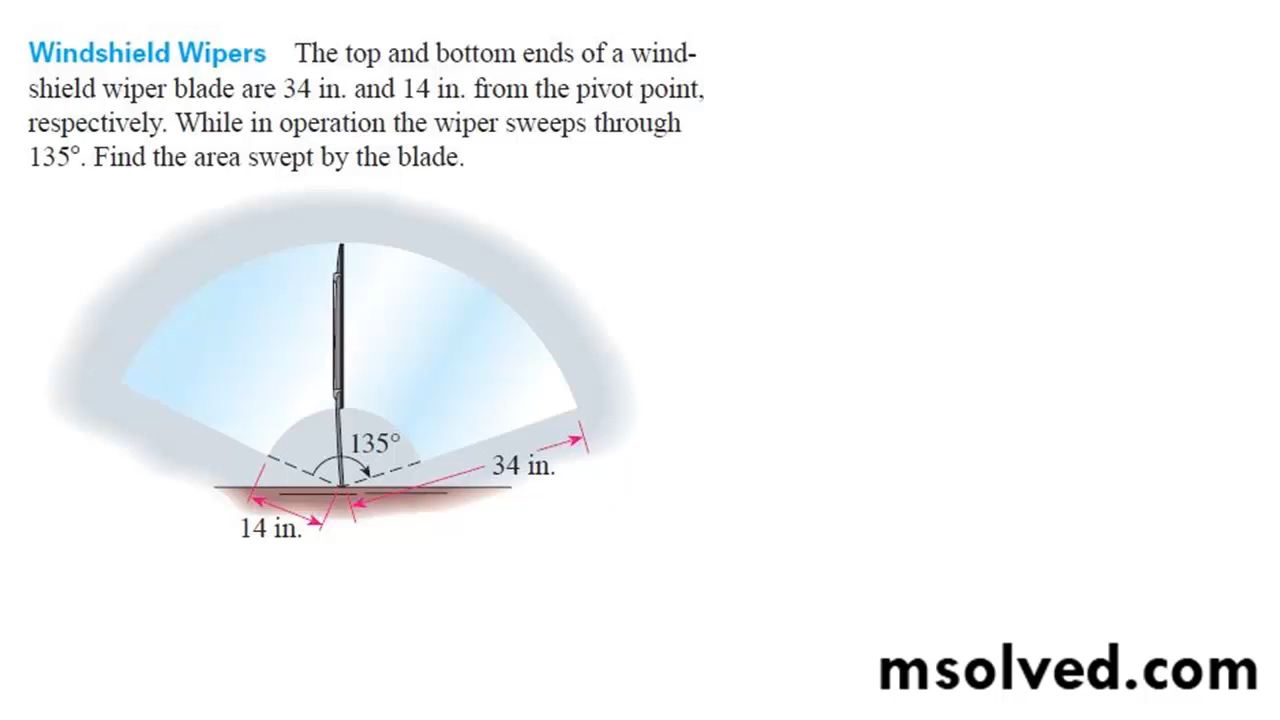 Windshield Wipers The top and bottom ends of a wind-
shield wiper blade are 34 in. and 14 in. from the pivot point,
respectively. While in operation the wiper sweeps through
135°. Find the area swept by the blade.
135°
34 in.
14 in.
msolved.com